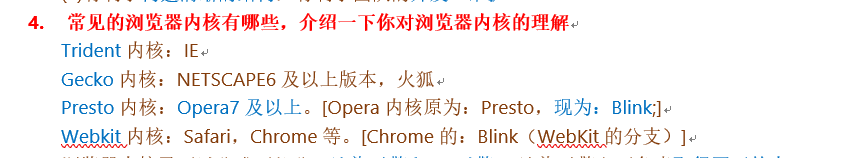 4. 常见的浏览器内核有哪些，介绍一下你对浏览器内核的理解
Trident 内核：IE
Gecko 内核：NETSCAPE6 及以上版本，火狐
Presto 内核：Opera7 及以上。[Opera 内核原为：Presto，现为：Blink;]
Webkit 内核：Safari，Chrome 等。[Chrome 的：Blink（WebKit 的分支）]